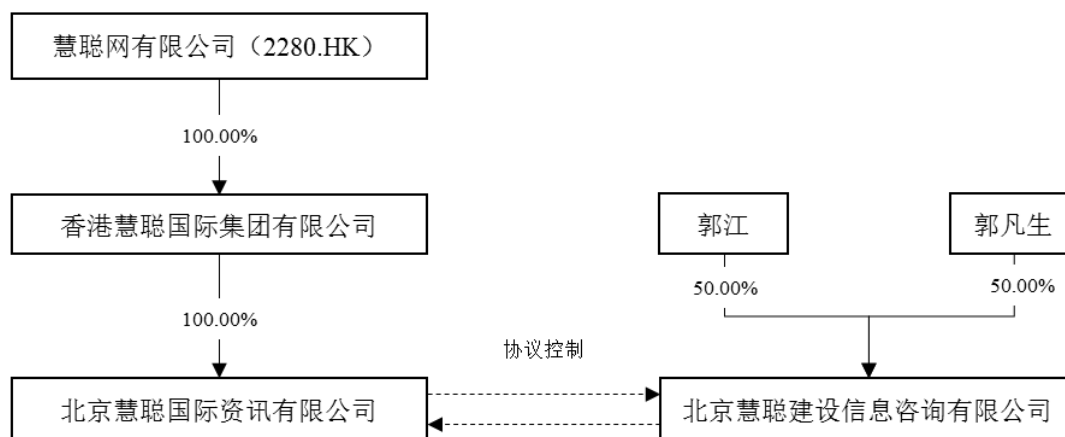 慧聪网有限公司（2280.HK）
100.00%
香港慧聪国际集团有限公司
郭江
郭凡生
50.00%
50.00%
100.00%
协议控制
北京慧聪国际资讯有限公司
北京慧聪建设信息咨询有限公司